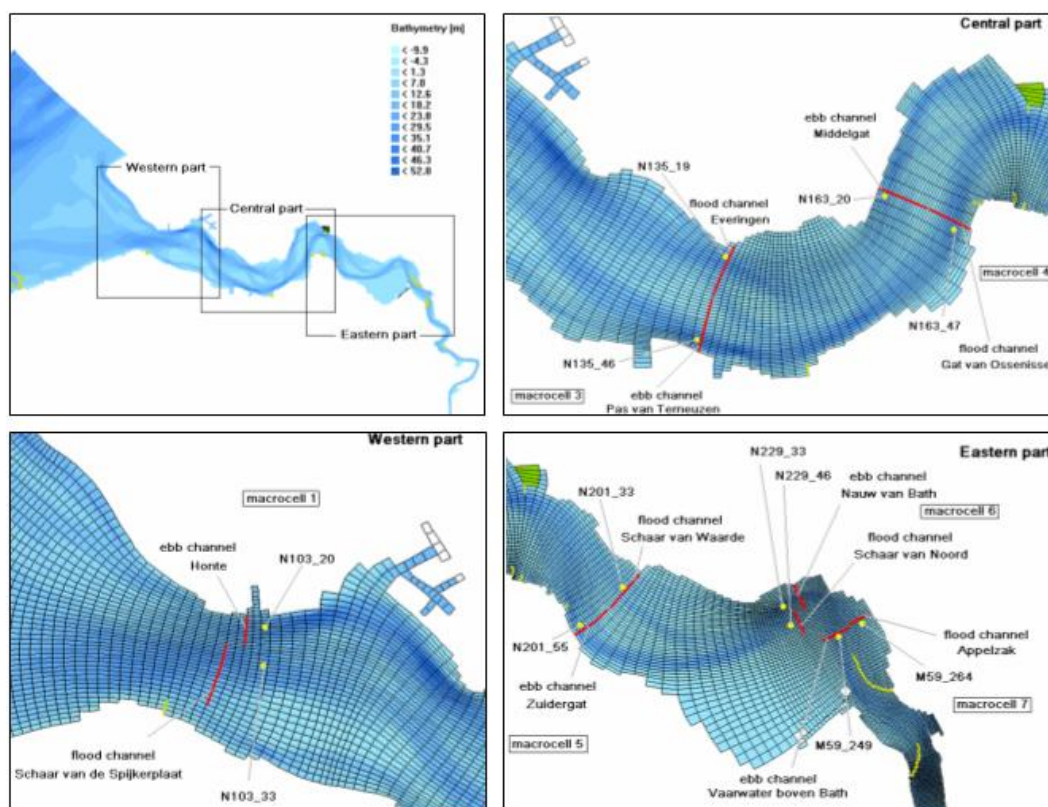 Bathymetry [m]
< -9.9
< -4.3
< 1.3
< 7.0
< 12.6
< 18.2
< 23.8
< 29.5
< 35.1
< 40.7
< 46.3
< 52.0
Western part
Central part
Eastern part
Central part
ebb channel
Middelgat
N135_19
flood channel
Everingen
N163_20
macrocell 4
N163_47
N135_46
flood channel
Gat van Ossenisse
macrocell 3
ebb channel
Pas van Terneuzen
Western part
macrocell 1
ebb channel
Honte
N103_20
flood channel
Schaar van de Spijkerplaat
N103_33
Eastern part
N229_33
N229_46
ebb channel
Nauw van Bath
N201_33
macrocell 6
flood channel
Schaar van Waarde
flood channel
Schaar van Noord
flood channel
Appelzak
N201_55
M59_264
ebb channel
Zuidergat
macrocell 7
macrocell 5
M59_249
ebb channel
Vaarwater boven Bath